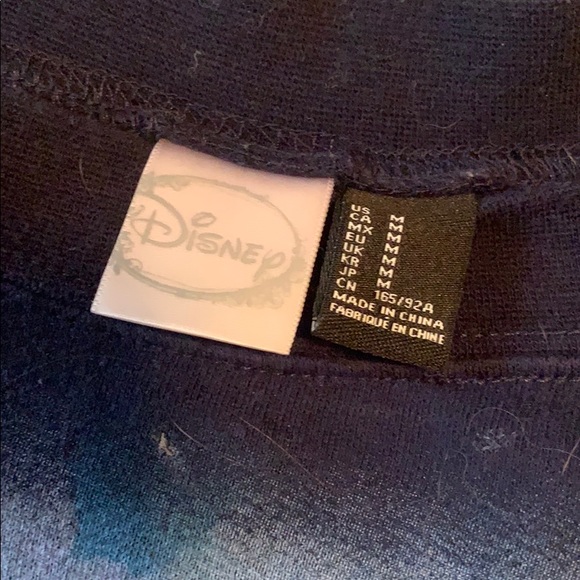 Disney
US M
CA M
MX M
EU M
UK M
KR M
JP M
CN 165/92A
MADE IN CHINA
FABRIQUÉ EN CHINE